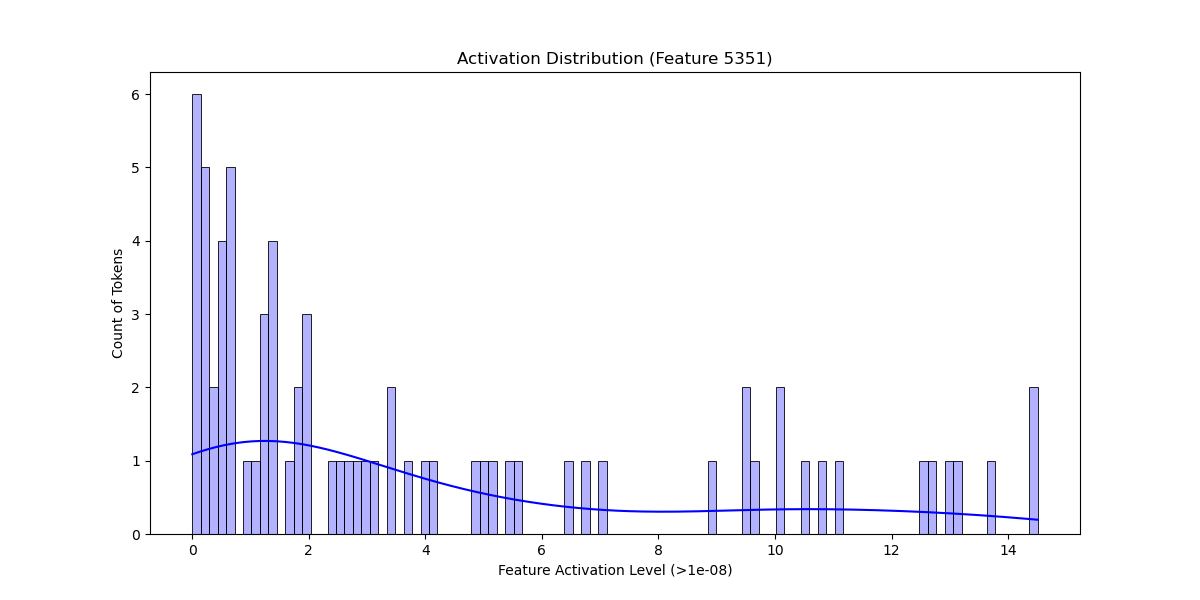 Activation Distribution (Feature 5351)
6
5
4
3
2
1
0
Count of Tokens
0 2 4 6 8 10 12 14
Feature Activation Level (>1e-08)